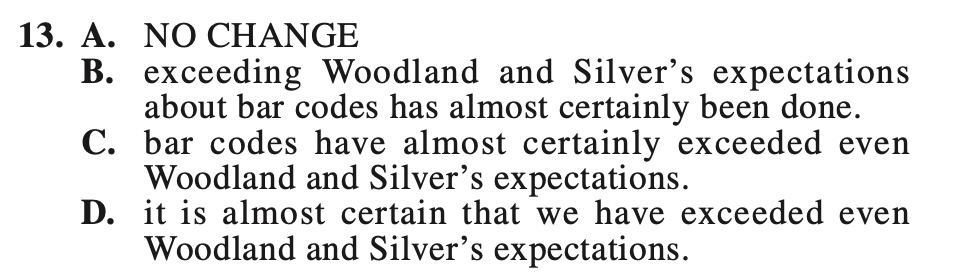 13. A. NO CHANGE
B. exceeding Woodland and Silver’s expectations
about bar codes has almost certainly been done.
C. bar codes have almost certainly exceeded even
Woodland and Silver’s expectations.
D. it is almost certain that we have exceeded even
Woodland and Silver’s expectations.